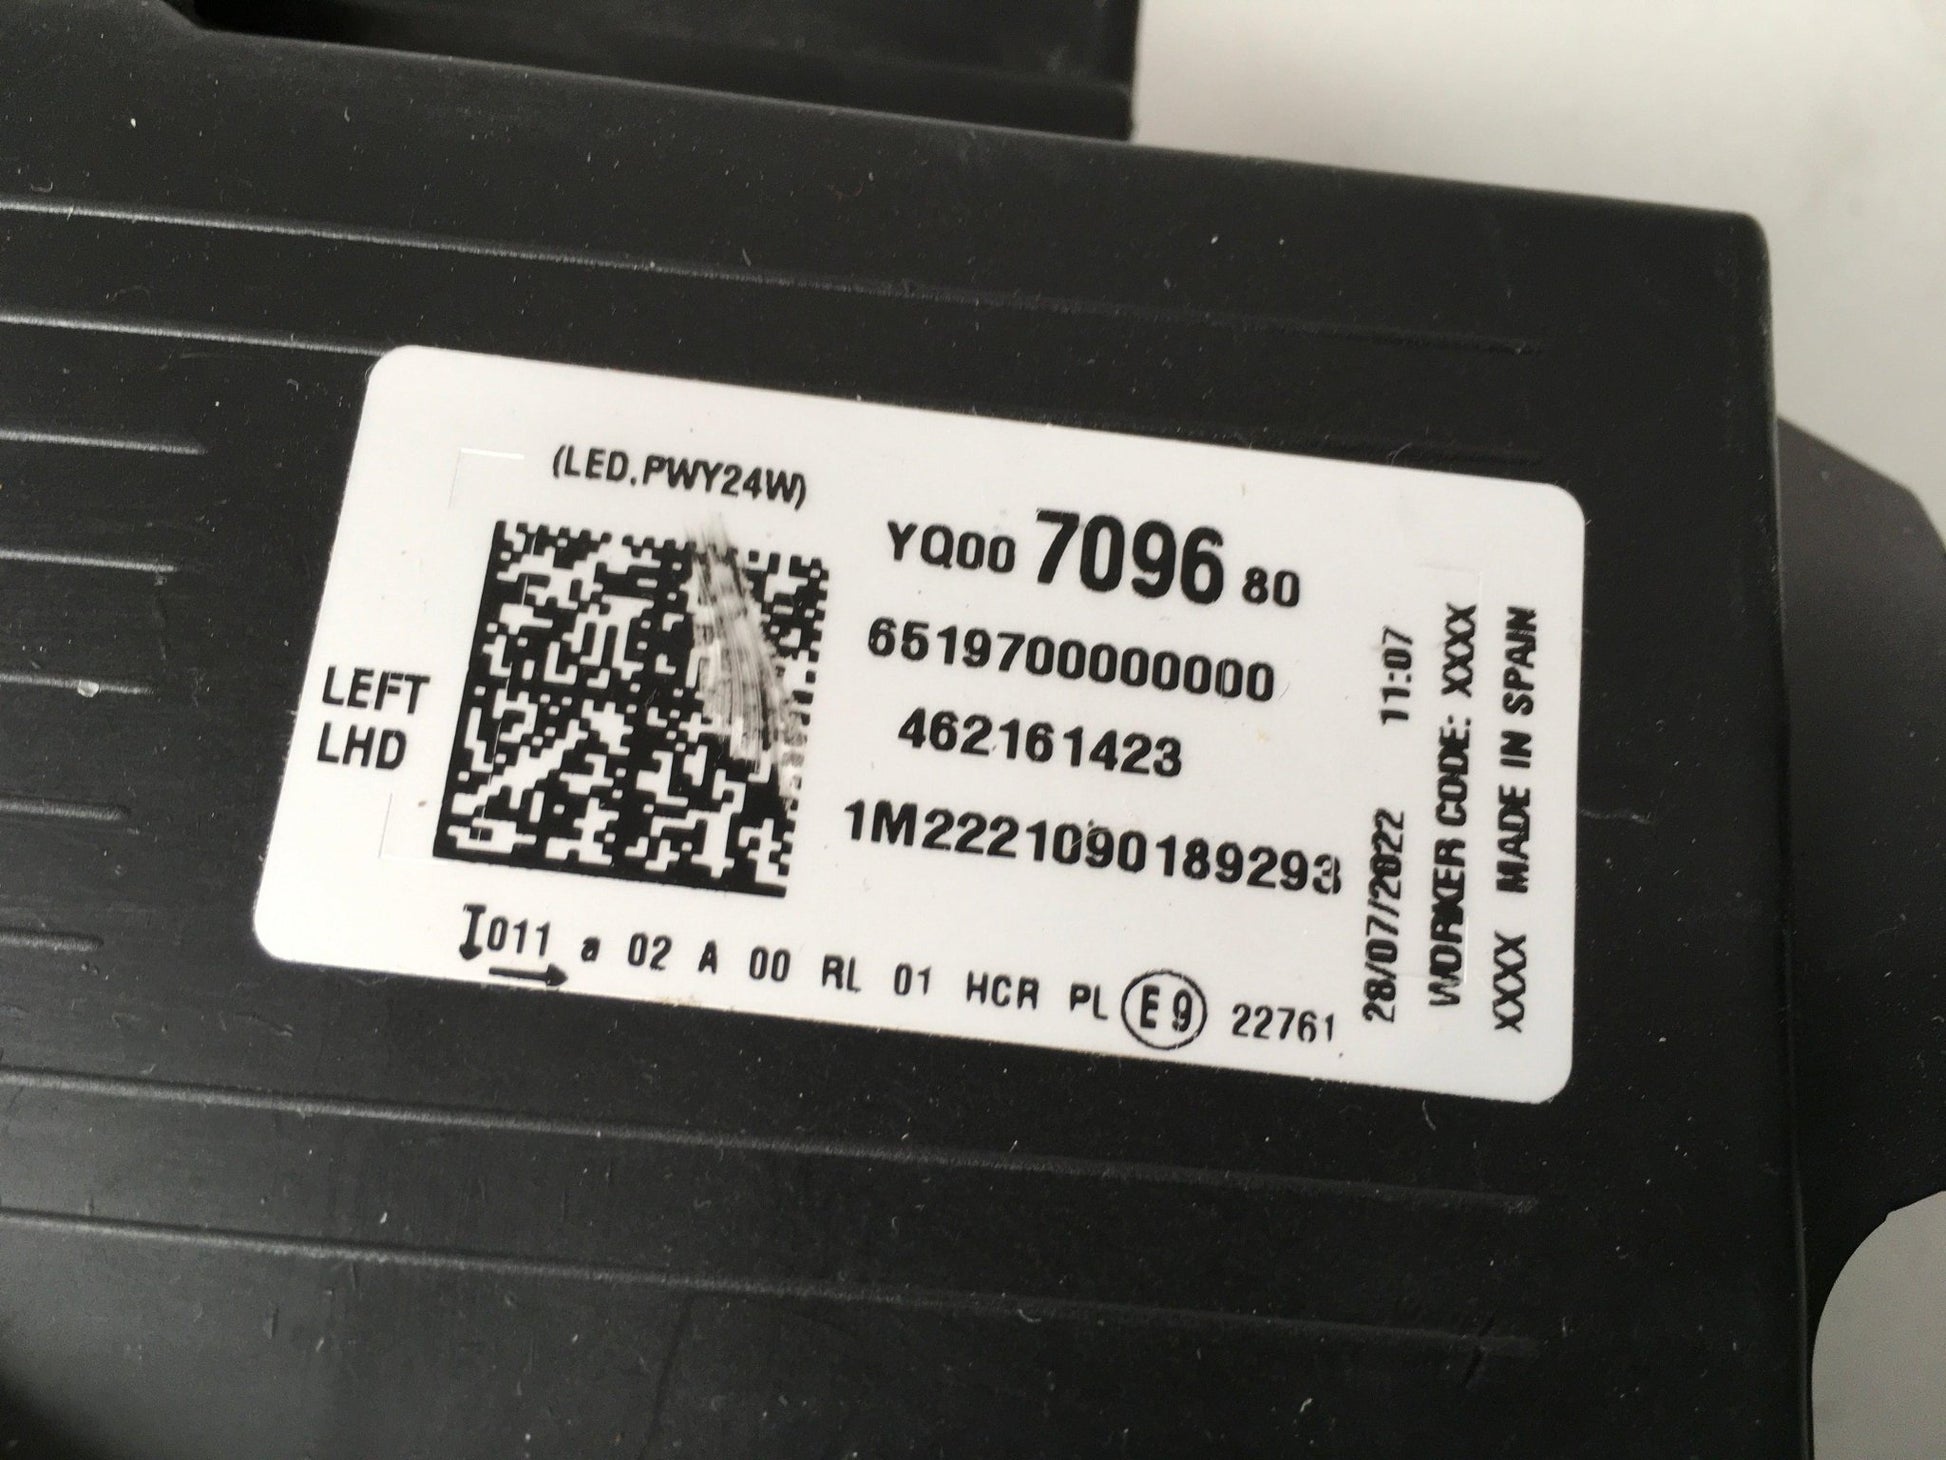 (LED.PWY24W)
YQ00 7096 80
6519700000000
462161423
1M2221090189293
LEFT
LHD
I011 a 02 A 00 RL 01 HCR PL E9 22761
28/07/2022 11:07
WORKER CODE: XXXX
XXXX MADE IN SPAIN